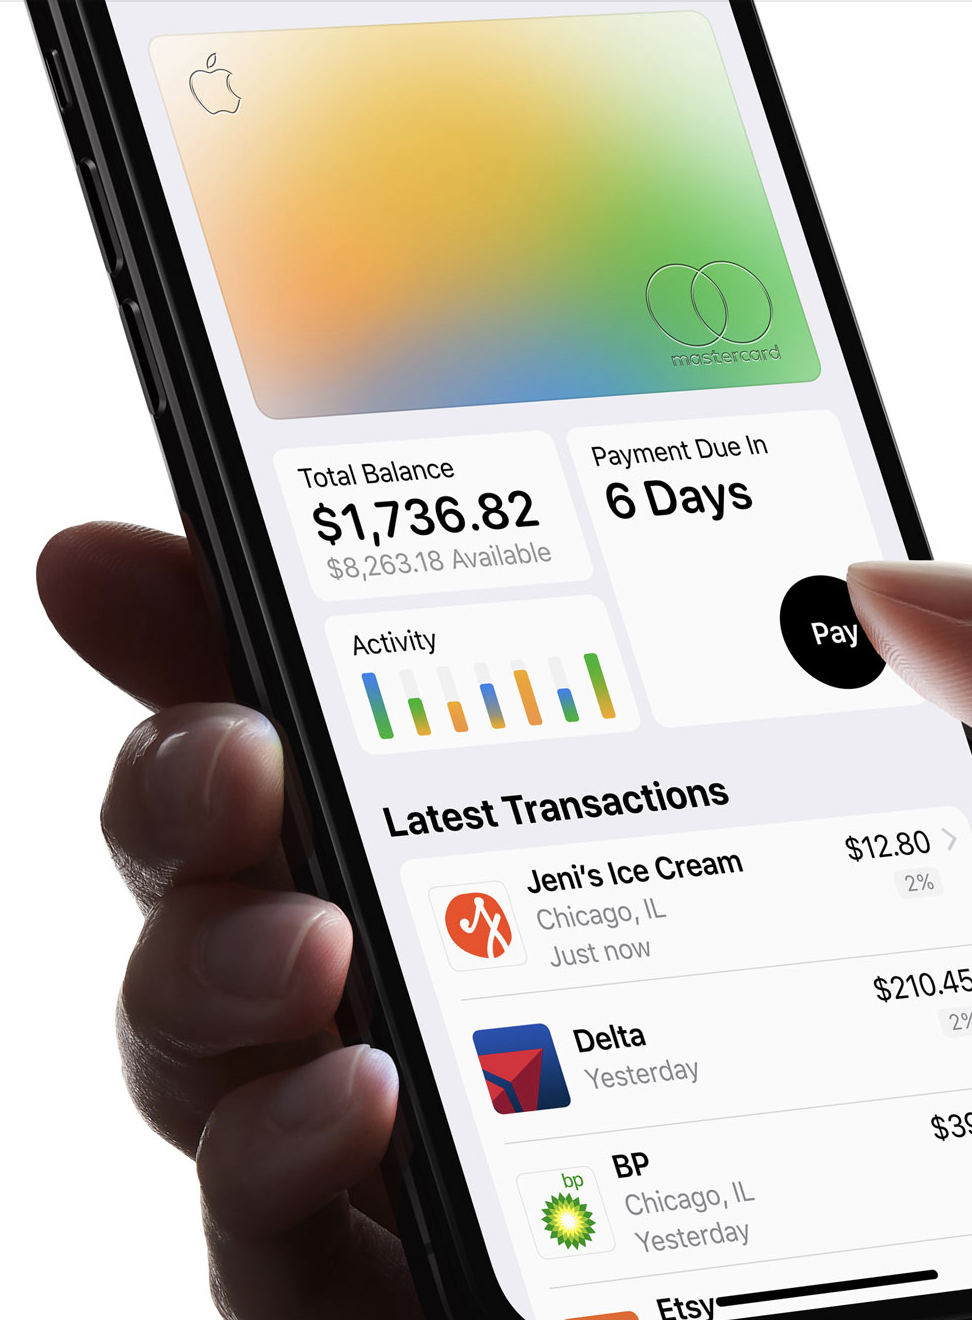 mastercard
Total Balance
$1,736.82
$8,263.18 Available
Payment Due In
6 Days
Pay
Activity
Latest Transactions
Jeni's Ice Cream
$12.80
Chicago, IL
2%
Just now
Delta
$210.45
Yesterday
2%
BP
$39
bp
Chicago, IL
Yesterday
Etsy